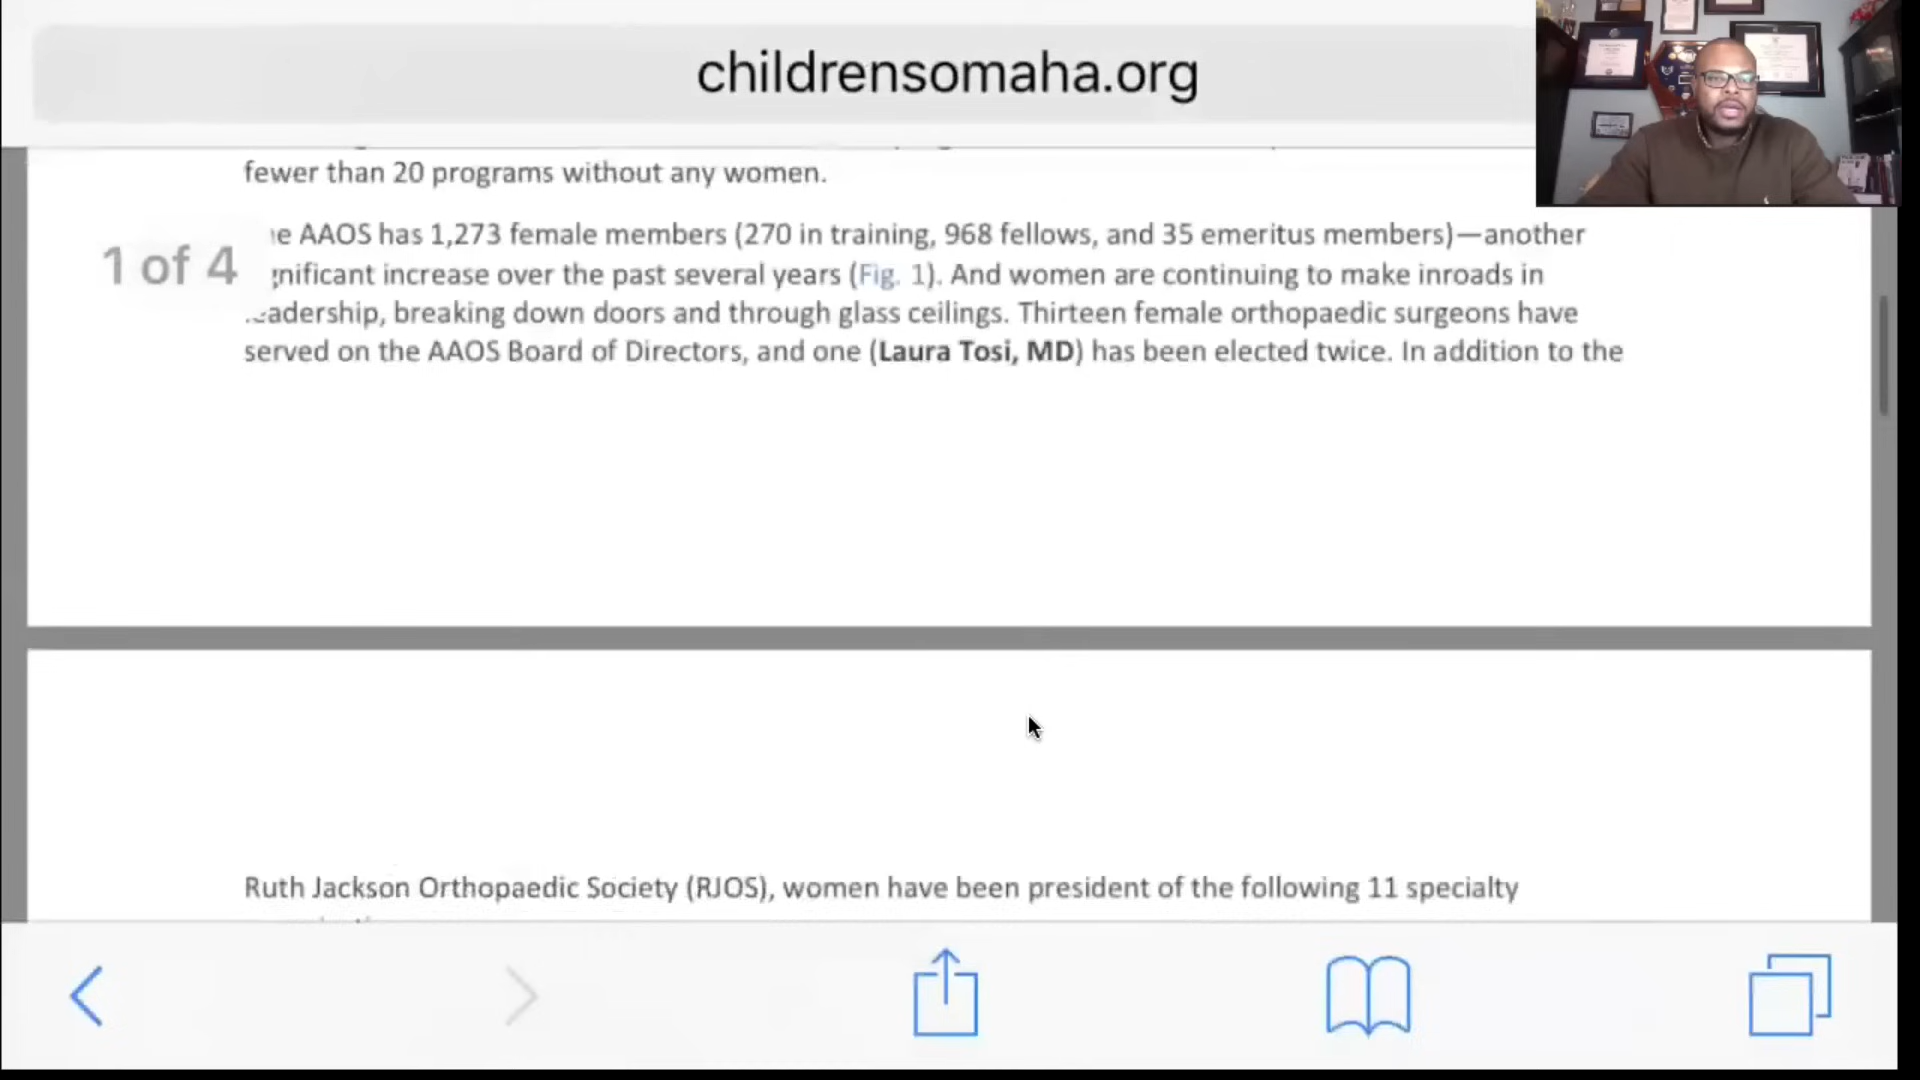 childrensomaha.org
fewer than 20 programs without any women.
1 of 4
e AAOS has 1,273 female members (270 in training, 968 fellows, and 35 emeritus members)—another
gnificant increase over the past several years (Fig. 1). And women are continuing to make inroads in
eadership, breaking down doors and through glass ceilings. Thirteen female orthopaedic surgeons have
served on the AAOS Board of Directors, and one (Laura Tosi, MD) has been elected twice. In addition to the
Ruth Jackson Orthopaedic Society (RJOS), women have been president of the following 11 specialty